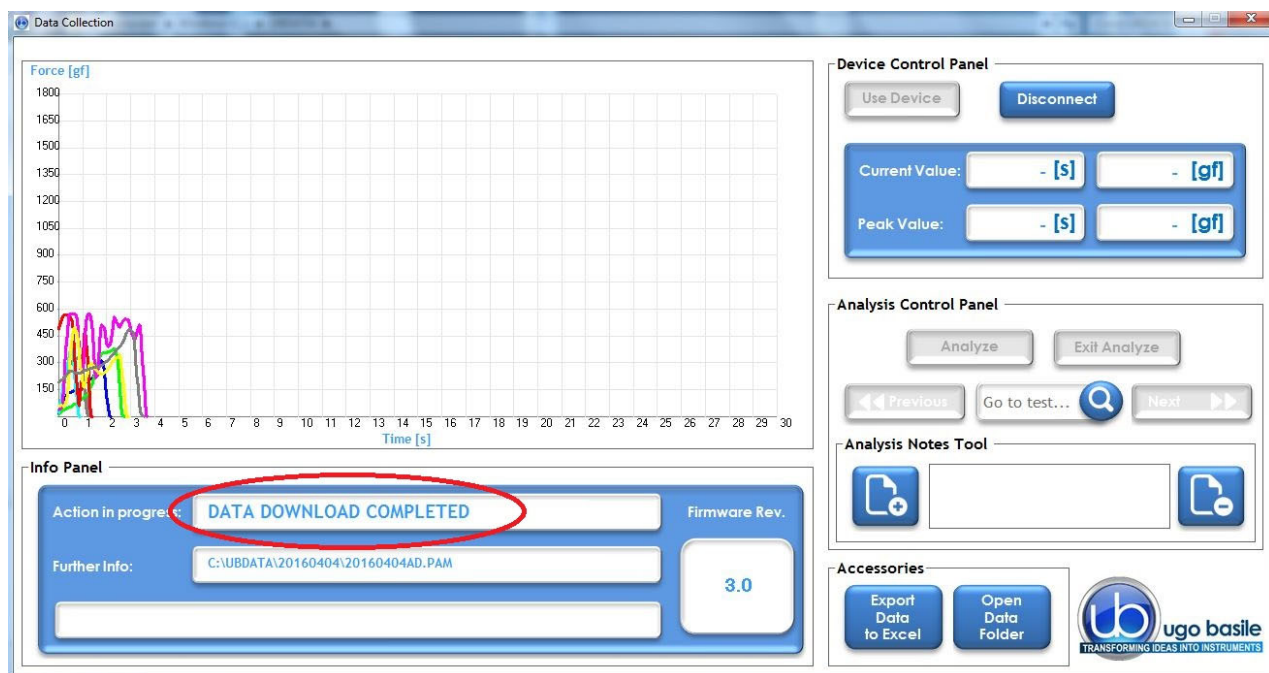 Data Collection
Force [gf]
1800
1650
1500
1350
1200
1050
900
750
600
450
300
150
0 1 2 3 4 5 6 7 8 9 10 11 12 13 14 15 16 17 18 19 20 21 22 23 24 25 26 27 28 29 30
Time [s]
Info Panel
Action in progress:
DATA DOWNLOAD COMPLETED
Firmware Rev.
Further Info:
C:\UBDATA\20160404\20160404AD.PAM
3.0
Device Control Panel
Use Device
Disconnect
Current Value:
- [s]
- [gf]
Peak Value:
- [s]
- [gf]
Analysis Control Panel
Analyze
Exit Analyze
Previous
Go to test...
Next
Analysis Notes Tool
Accessories
Export
Data
to Excel
Open
Data
Folder
ub
ugo basile
TRANSFORMING IDEAS INTO INSTRUMENTS